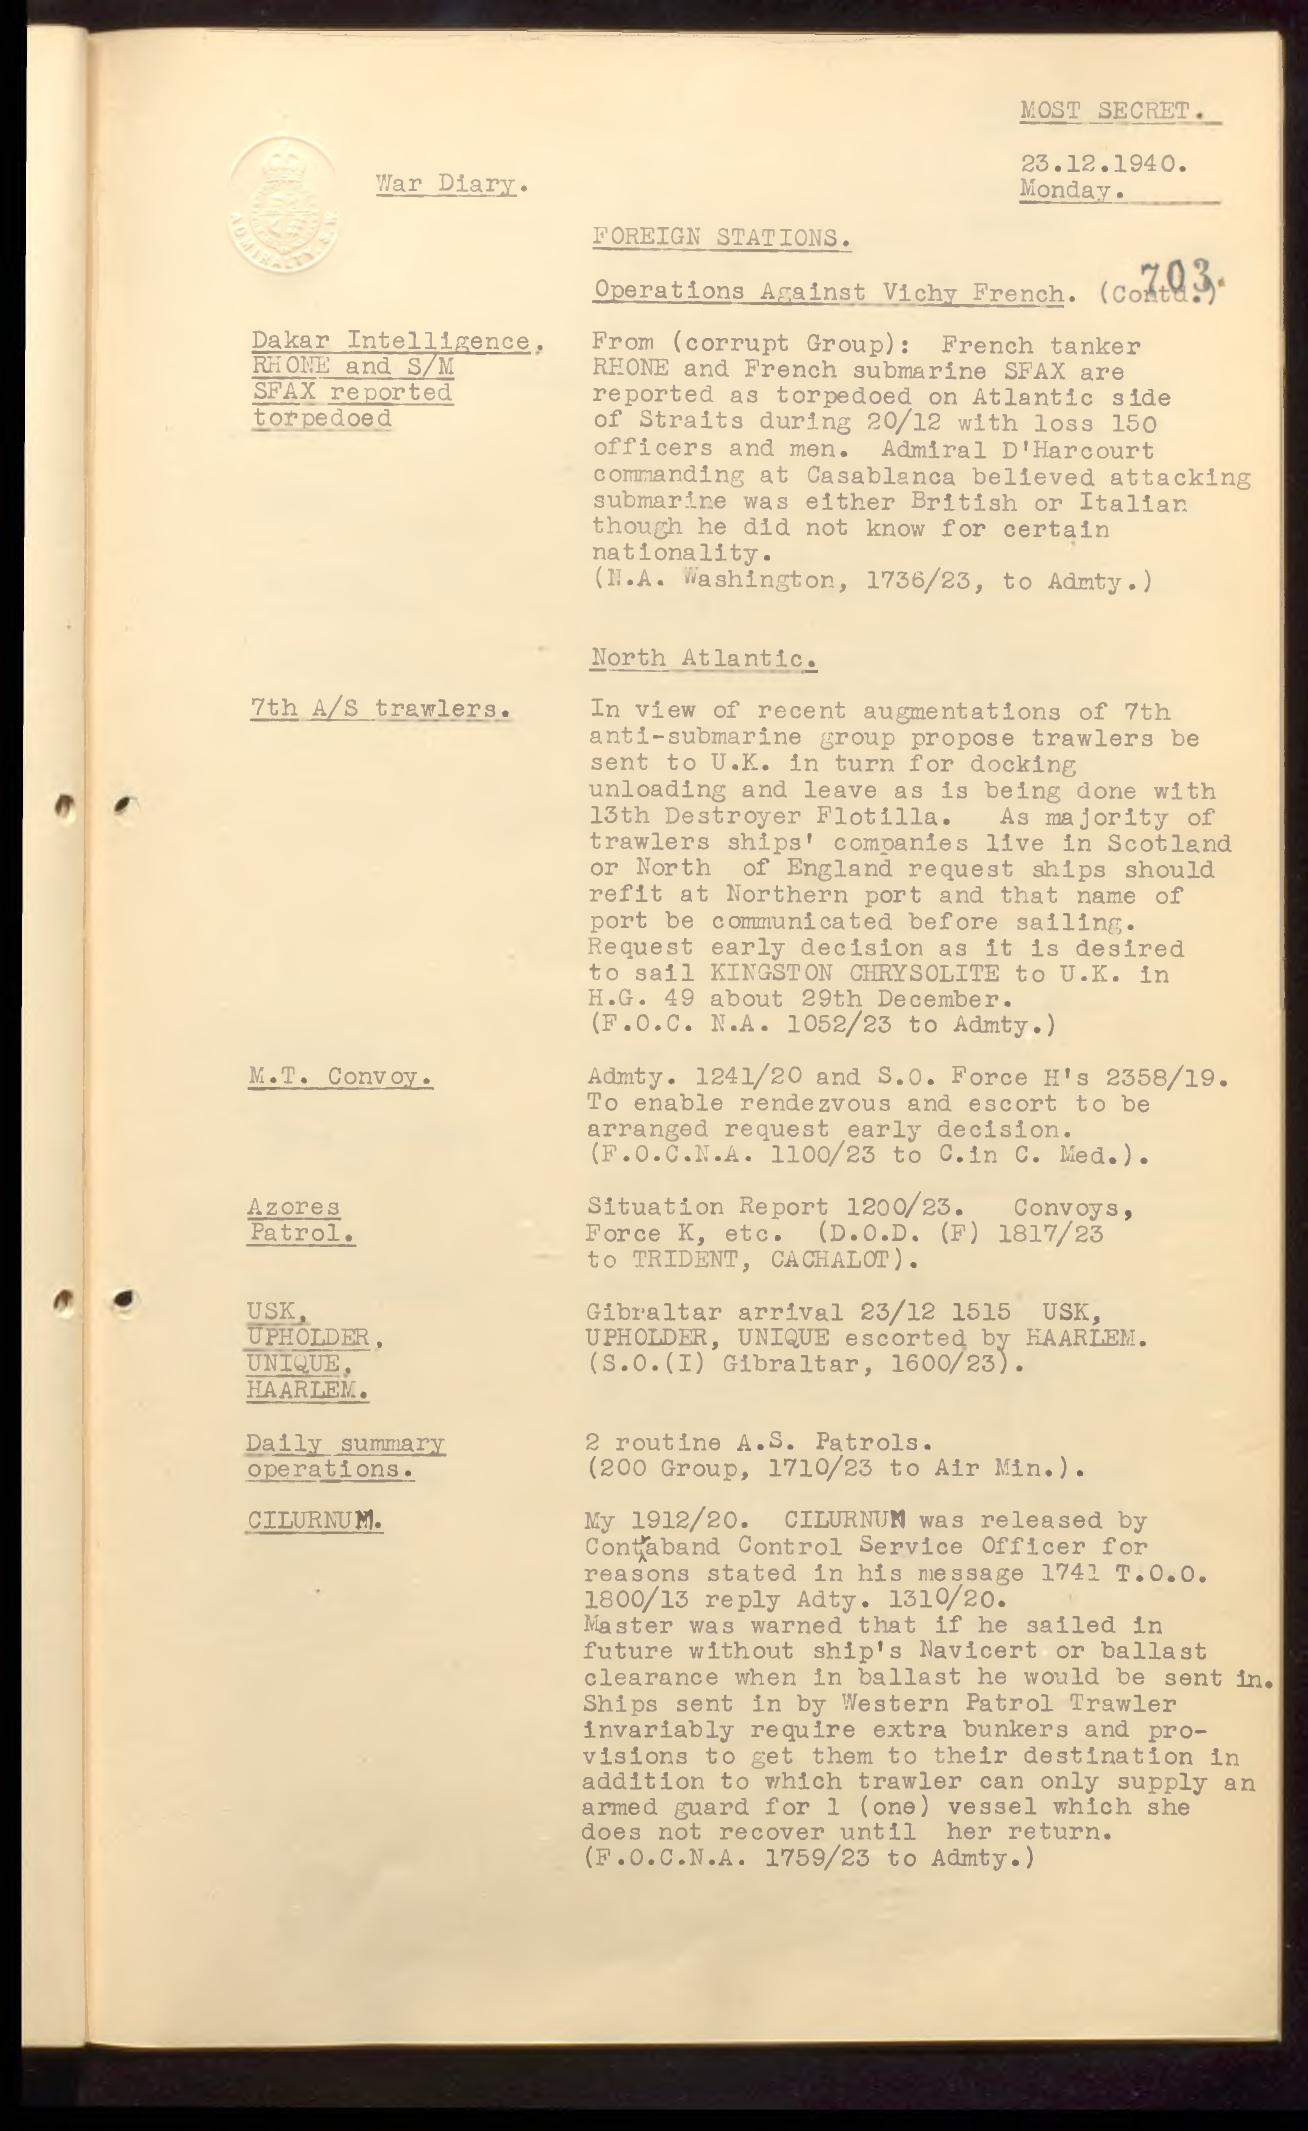 MOST SECRET.
23.12.1940.
Monday.
ADMIRALTY. S.W.
War Diary.
FOREIGN STATIONS.
703.
Operations Against Vichy French. (Contd.)
Dakar Intelligence.
RHONE and S/M
SFAX reported
torpedoed
From (corrupt Group): French tanker
RHONE and French submarine SFAX are
reported as torpedoed on Atlantic side
of Straits during 20/12 with loss 150
officers and men. Admiral D'Harcourt
commanding at Casablanca believed attacking
submarine was either British or Italian
though he did not know for certain
nationality.
(N.A. Washington, 1736/23, to Admty.)
North Atlantic.
7th A/S trawlers.
In view of recent augmentations of 7th
anti-submarine group propose trawlers be
sent to U.K. in turn for docking
unloading and leave as is being done with
13th Destroyer Flotilla. As majority of
trawlers ships' companies live in Scotland
or North of England request ships should
refit at Northern port and that name of
port be communicated before sailing.
Request early decision as it is desired
to sail KINGSTON CHRYSOLITE to U.K. in
H.G. 49 about 29th December.
(F.O.C. N.A. 1052/23 to Admty.)
M.T. Convoy.
Admty. 1241/20 and S.O. Force H's 2358/19.
To enable rendezvous and escort to be
arranged request early decision.
(F.O.C.N.A. 1100/23 to C.in C. Med.).
Azores
Patrol.
Situation Report 1200/23. Convoys,
Force K, etc. (D.O.D. (F) 1817/23
to TRIDENT, CACHALOT).
USK,
UPHOLDER,
UNIQUE,
HAARLEM.
Gibraltar arrival 23/12 1515 USK,
UPHOLDER, UNIQUE escorted by HAARLEM.
(S.O.(I) Gibraltar, 1600/23).
Daily summary
operations.
2 routine A.S. Patrols.
(200 Group, 1710/23 to Air Min.).
CILURNUM.
My 1912/20. CILURNUM was released by
Contraband Control Service Officer for
reasons stated in his message 1741 T.O.O.
1800/13 reply Adty. 1310/20.
Master was warned that if he sailed in
future without ship's Navicert or ballast
clearance when in ballast he would be sent in.
Ships sent in by Western Patrol Trawler
invariably require extra bunkers and pro-
visions to get them to their destination in
addition to which trawler can only supply an
armed guard for 1 (one) vessel which she
does not recover until her return.
(F.O.C.N.A. 1759/23 to Admty.)